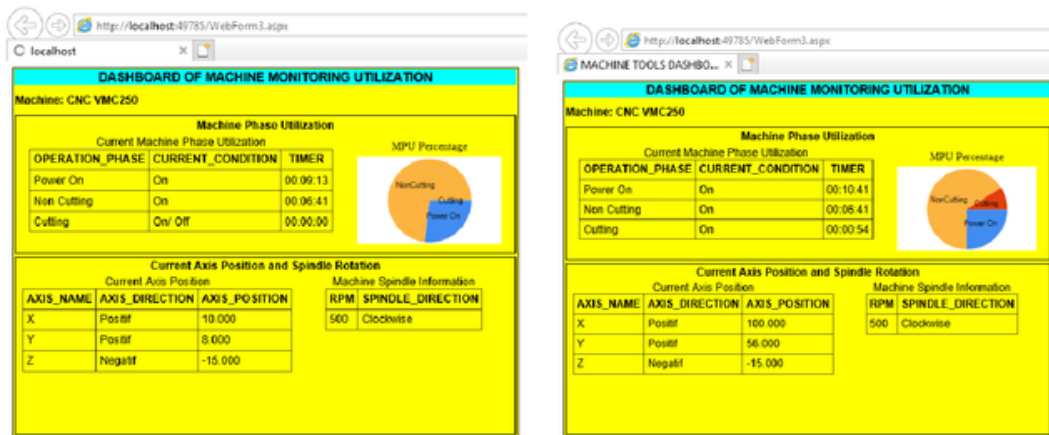 http://localhost:49785/WebForm3.aspx
localhost
DASHBOARD OF MACHINE MONITORING UTILIZATION
Machine: CNC VMC250
Machine Phase Utilization
Current Machine Phase Utilization
MPU Percentage
OPERATION_PHASE CURRENT_CONDITION TIMER
Power On On 00:09:13
Non Cutting On 00:06:41
Cutting On/ Off 00:00:00
NonCutting
Cutting
Power On
Current Axis Position and Spindle Rotation
Current Axis Position
Machine Spindle Information
AXIS_NAME AXIS_DIRECTION AXIS_POSITION RPM SPINDLE_DIRECTION
X Positif 10.000 500 Clockwise
Y Positif 8.000
Z Negatif -15.000
http://localhost:49785/WebForm3.aspx
MACHINE TOOLS DASHBO...
DASHBOARD OF MACHINE MONITORING UTILIZATION
Machine: CNC VMC250
Machine Phase Utilization
Current Machine Phase Utilization
MPU Percentage
OPERATION_PHASE CURRENT_CONDITION TIMER
Power On On 00:10:41
Non Cutting On 00:06:41
Cutting On 00:00:54
NonCutting
Cutting
Power On
Current Axis Position and Spindle Rotation
Current Axis Position
Machine Spindle Information
AXIS_NAME AXIS_DIRECTION AXIS_POSITION RPM SPINDLE_DIRECTION
X Positif 100.000 500 Clockwise
Y Positif 56.000
Z Negatif -15.000